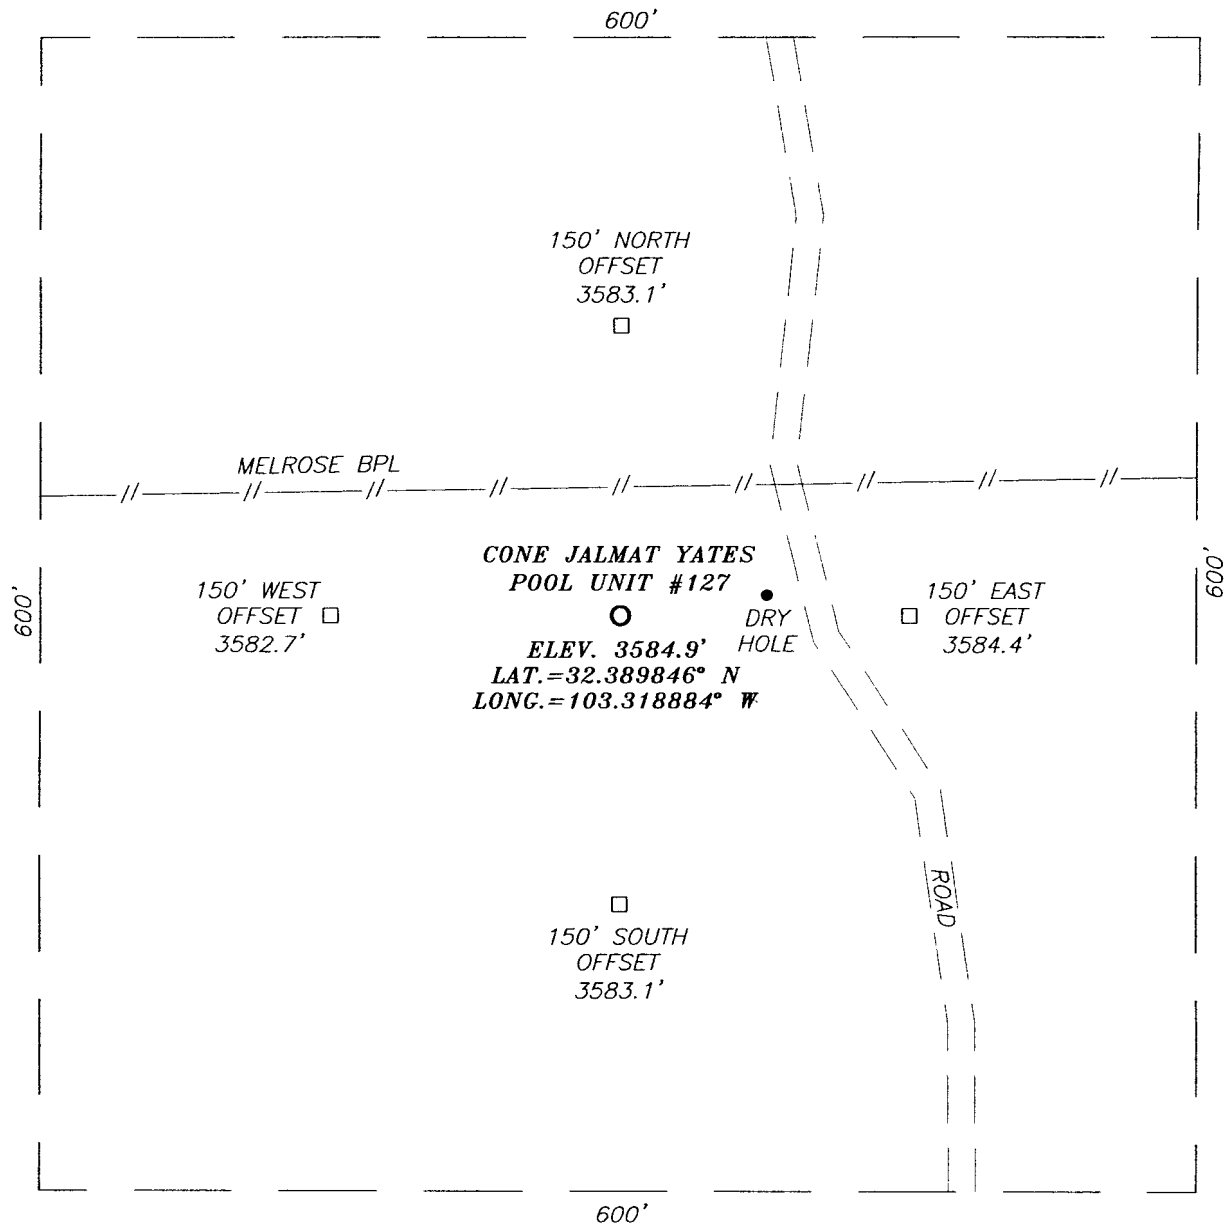 600'
150' NORTH
OFFSET
3583.1'
MELROSE BPL
CONE JALMAT YATES
POOL UNIT #127
600'
150' WEST
OFFSET
3582.7'
DRY
HOLE
150' EAST
OFFSET
3584.4'
600'
ELEV. 3584.9'
LAT.=32.389846° N
LONG.=103.318884° W
ROAD
150' SOUTH
OFFSET
3583.1'
600'